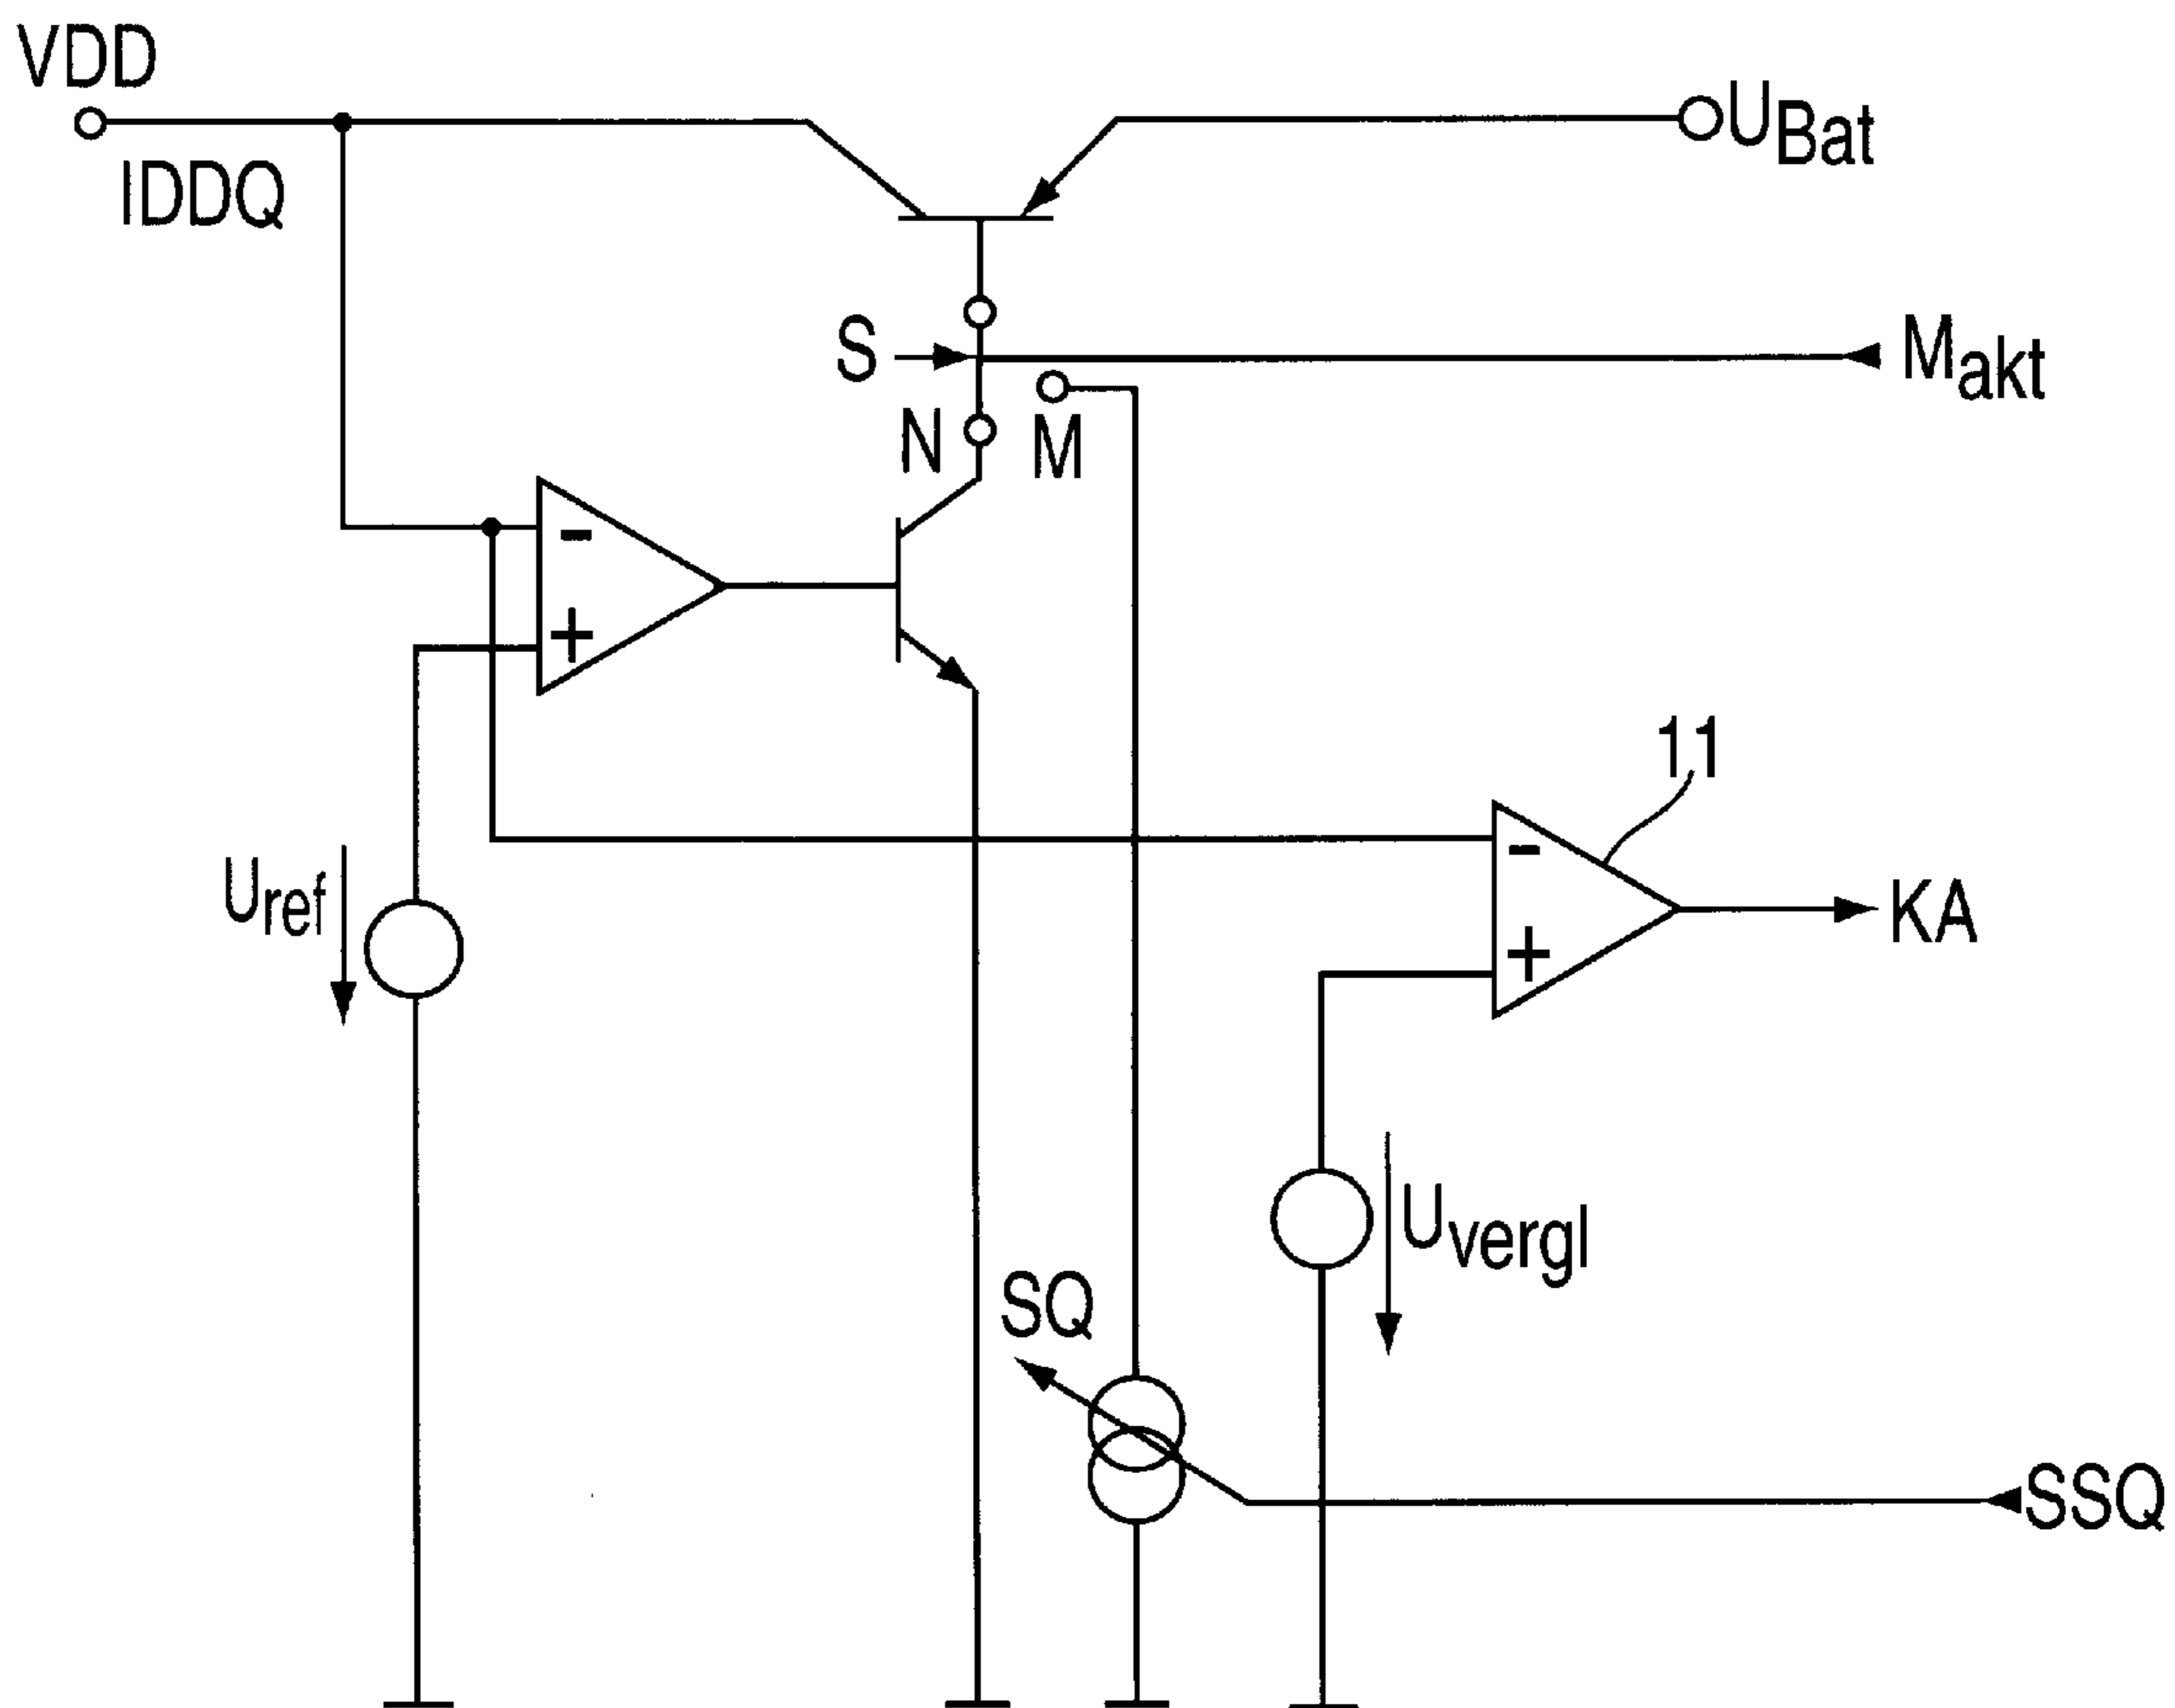 VDD
IDDQ
UBat
S
Makt
N
M
-
+
11
Uref
-
+
KA
Uvergl
SQ
SSQ